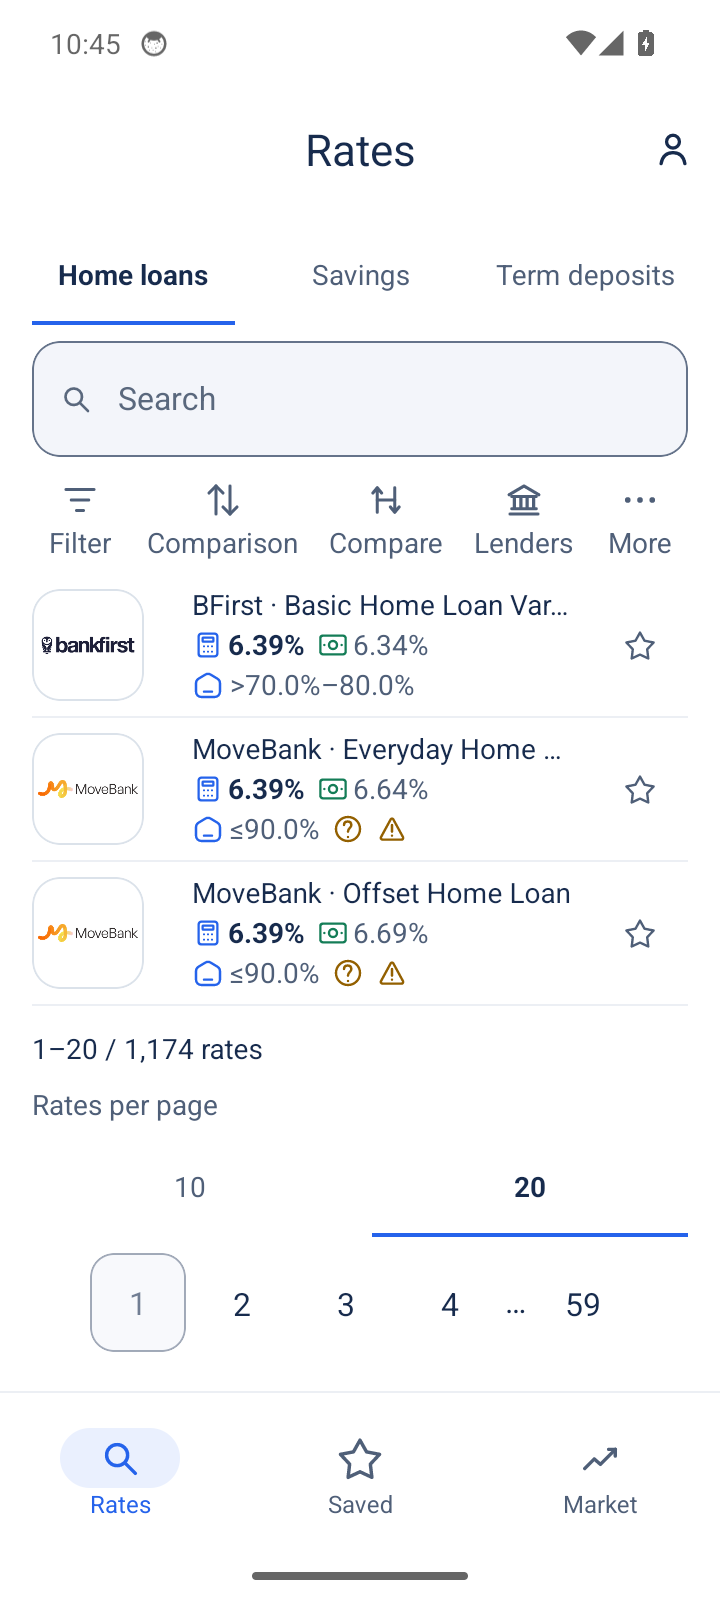 10:45
Rates
Home loans Savings Term deposits
Search
Filter Comparison Compare Lenders More
bankfirst
BFirst · Basic Home Loan Var...
6.39% 6.34%
>70.0%–80.0%
MoveBank
MoveBank · Everyday Home ...
6.39% 6.64%
≤90.0%
MoveBank
MoveBank · Offset Home Loan
6.39% 6.69%
≤90.0%
1–20 / 1,174 rates
Rates per page
10 20
1 2 3 4 ... 59
Rates Saved Market